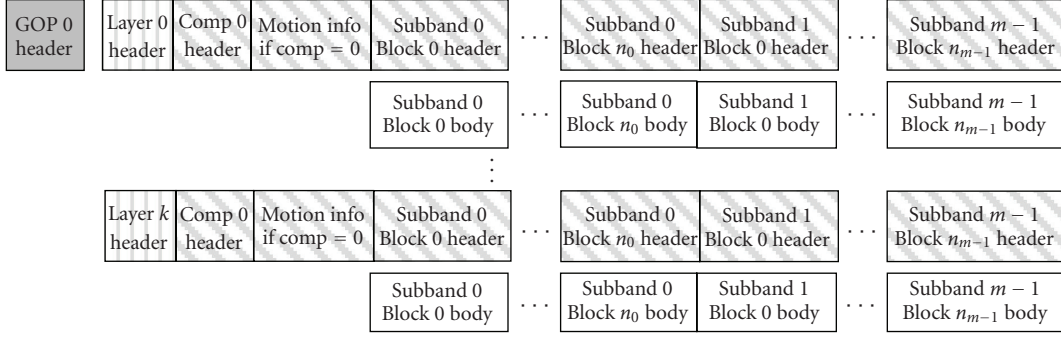 GOP 0
header
Layer 0
header
Comp 0
header
Motion info
if comp = 0
Subband 0
Block 0 header
· · ·
Subband 0
Block n₀ header
Subband 1
Block 0 header
· · ·
Subband m − 1
Block nₘ₋₁ header
Subband 0
Block 0 body
· · ·
Subband 0
Block n₀ body
Subband 1
Block 0 body
· · ·
Subband m − 1
Block nₘ₋₁ body
⋮
Layer k
header
Comp 0
header
Motion info
if comp = 0
Subband 0
Block 0 header
· · ·
Subband 0
Block n₀ header
Subband 1
Block 0 header
· · ·
Subband m − 1
Block nₘ₋₁ header
Subband 0
Block 0 body
· · ·
Subband 0
Block n₀ body
Subband 1
Block 0 body
· · ·
Subband m − 1
Block nₘ₋₁ body